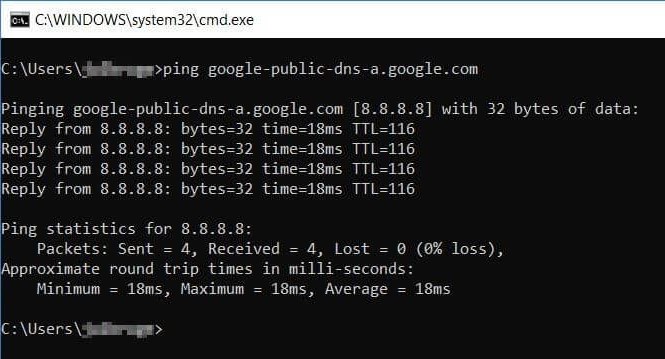 C:\WINDOWS\system32\cmd.exe
C:\Users\>ping google-public-dns-a.google.com
Pinging google-public-dns-a.google.com [8.8.8.8] with 32 bytes of data:
Reply from 8.8.8.8: bytes=32 time=18ms TTL=116
Reply from 8.8.8.8: bytes=32 time=18ms TTL=116
Reply from 8.8.8.8: bytes=32 time=18ms TTL=116
Reply from 8.8.8.8: bytes=32 time=18ms TTL=116
Ping statistics for 8.8.8.8:
Packets: Sent = 4, Received = 4, Lost = 0 (0% loss),
Approximate round trip times in milli-seconds:
Minimum = 18ms, Maximum = 18ms, Average = 18ms
C:\Users\>